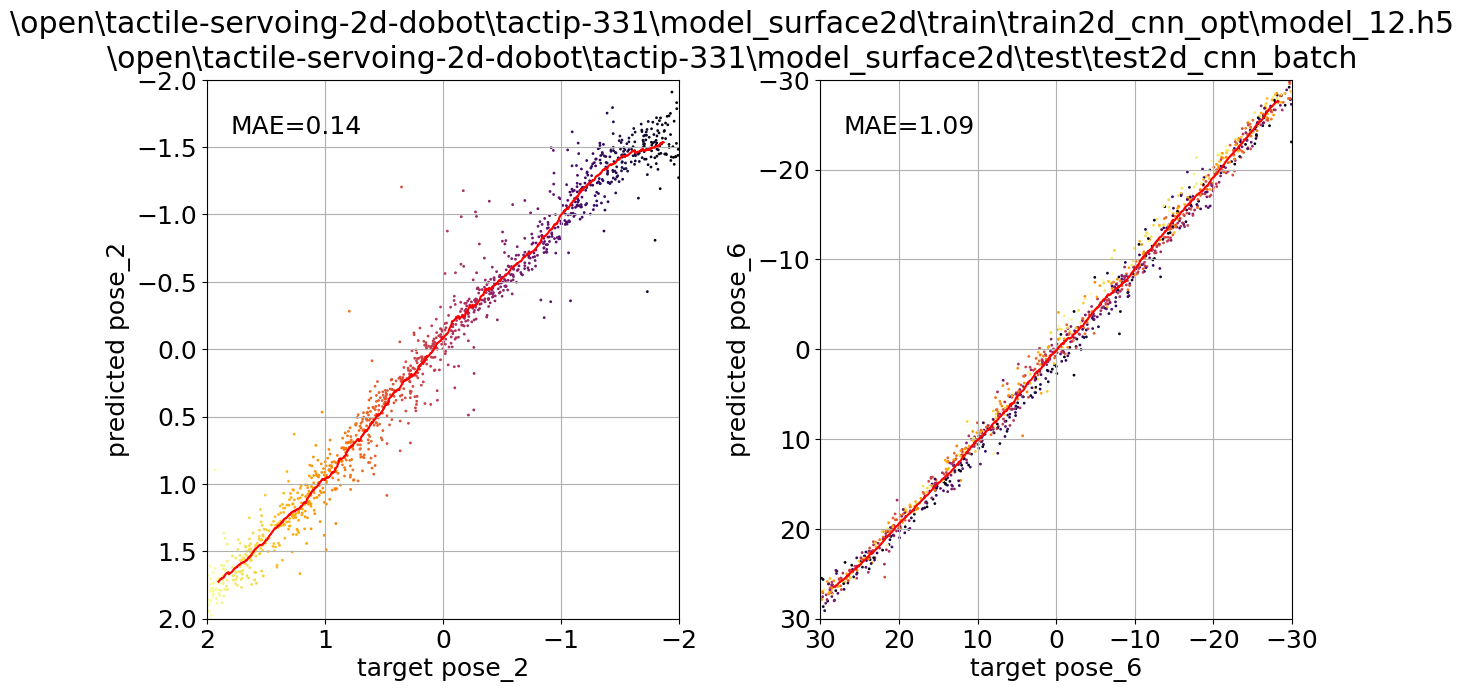 \open\tactile-servoing-2d-dobot\tactip-331\model_surface2d\train\train2d_cnn_opt\model_12.h5
\open\tactile-servoing-2d-dobot\tactip-331\model_surface2d\test\test2d_cnn_batch
MAE=0.14
−2.0
−1.5
−1.0
−0.5
0.0
0.5
1.0
1.5
2.0
predicted pose_2
2 1 0 −1 −2
target pose_2
MAE=1.09
−30
−20
−10
0
10
20
30
predicted pose_6
30 20 10 0 −10 −20 −30
target pose_6